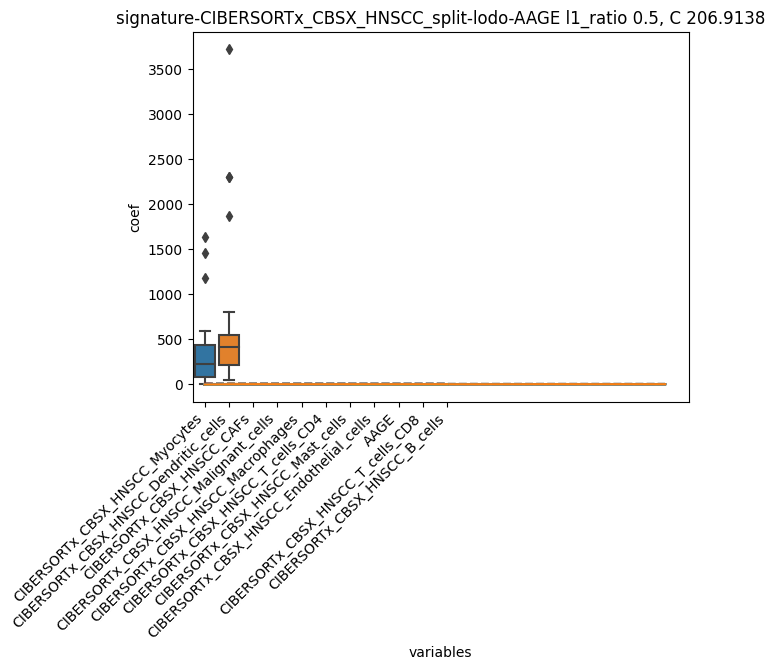 signature-CIBERSORTx_CBSX_HNSCC_split-lodo-AAGE l1_ratio 0.5, C 206.9138
3500
3000
2500
2000
1500
1000
500
0
coef
CIBERSORTx_CBSX_HNSCC_Myocytes
CIBERSORTx_CBSX_HNSCC_Dendritic_cells
CIBERSORTx_CBSX_HNSCC_CAFs
CIBERSORTx_CBSX_HNSCC_Malignant_cells
CIBERSORTx_CBSX_HNSCC_Macrophages
CIBERSORTx_CBSX_HNSCC_T_cells_CD4
CIBERSORTx_CBSX_HNSCC_Mast_cells
CIBERSORTx_CBSX_HNSCC_Endothelial_cells
AAGE
CIBERSORTx_CBSX_HNSCC_T_cells_CD8
CIBERSORTx_CBSX_HNSCC_B_cells
variables